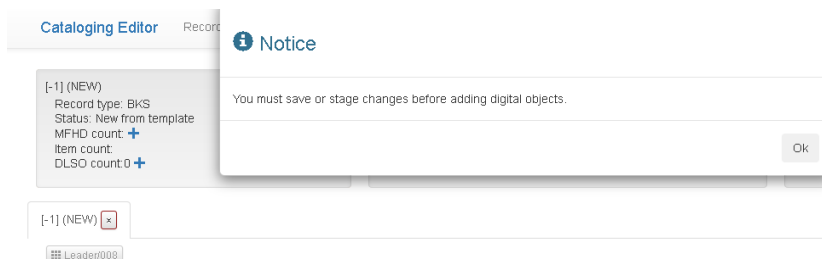 Cataloging Editor
Notice
[-1] (NEW)
Record type: BKS
Status: New from template
MFHD count:
Item count:
DLSO count:0
You must save or stage changes before adding digital objects.
Ok
[-1] (NEW) ×
Leader/008